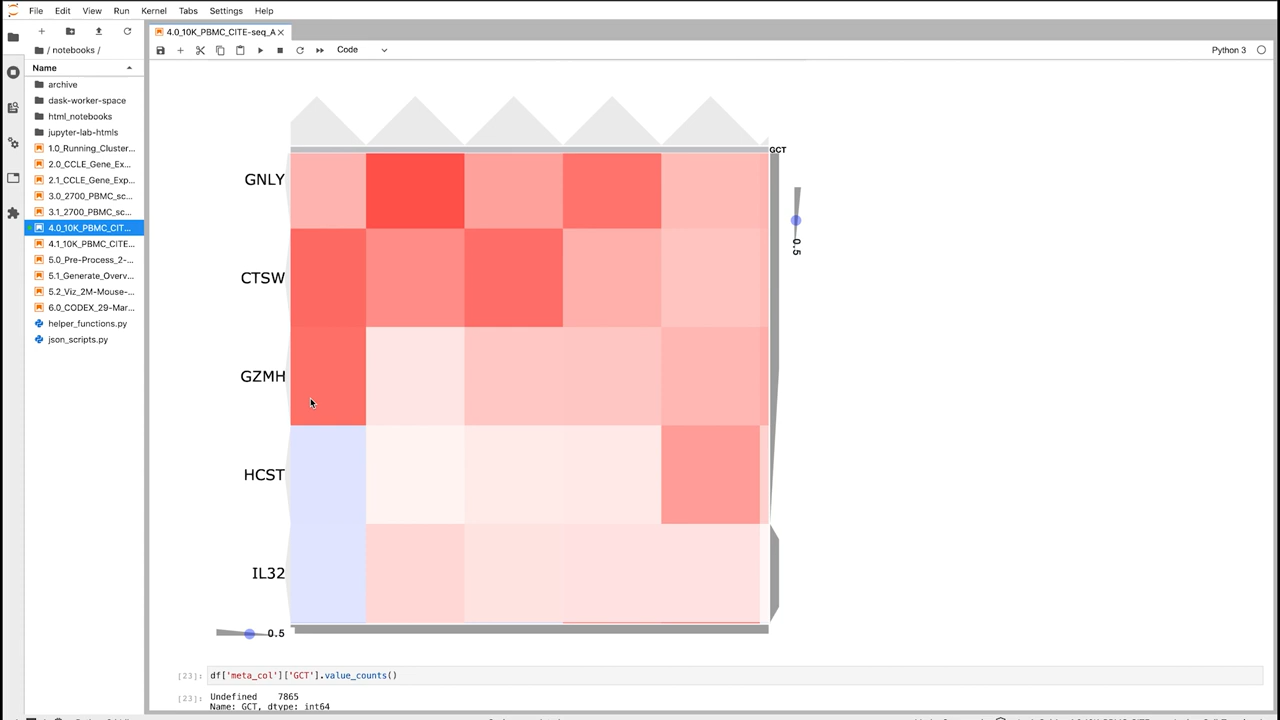 File Edit View Run Kernel Tabs Settings Help
4.0_10K_PBMC_CITE-seq_A
/ notebooks /
Code
Python 3
Name
archive
dask-worker-space
html_notebooks
jupyter-lab-htmls
1.0_Running_Cluster...
2.0_CCLE_Gene_Ex...
2.1_CCLE_Gene_Exp...
3.0_2700_PBMC_sc...
3.1_2700_PBMC_sc...
4.0_10K_PBMC_CIT...
4.1_10K_PBMC_CITE...
5.0_Pre-Process_2-...
5.1_Generate_Overv...
5.2_Viz_2M-Mouse-...
6.0_CODEX_29-Mar...
helper_functions.py
json_scripts.py
GCT
GNLY
CTSW
GZMH
HCST
IL32
0.5
0.5
[23]: df['meta_col']['GCT'].value_counts()
[23]: Undefined 7865
Name: GCT, dtype: int64